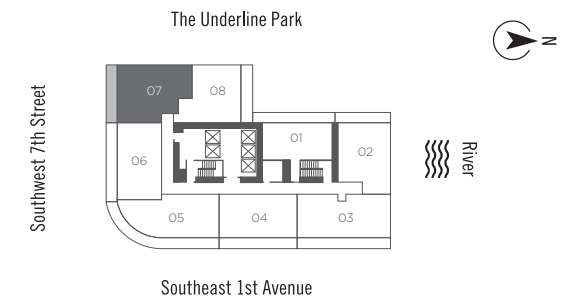 The Underline Park
N
Southwest 7th Street
07
08
01
02
06
River
05
04
03
Southeast 1st Avenue